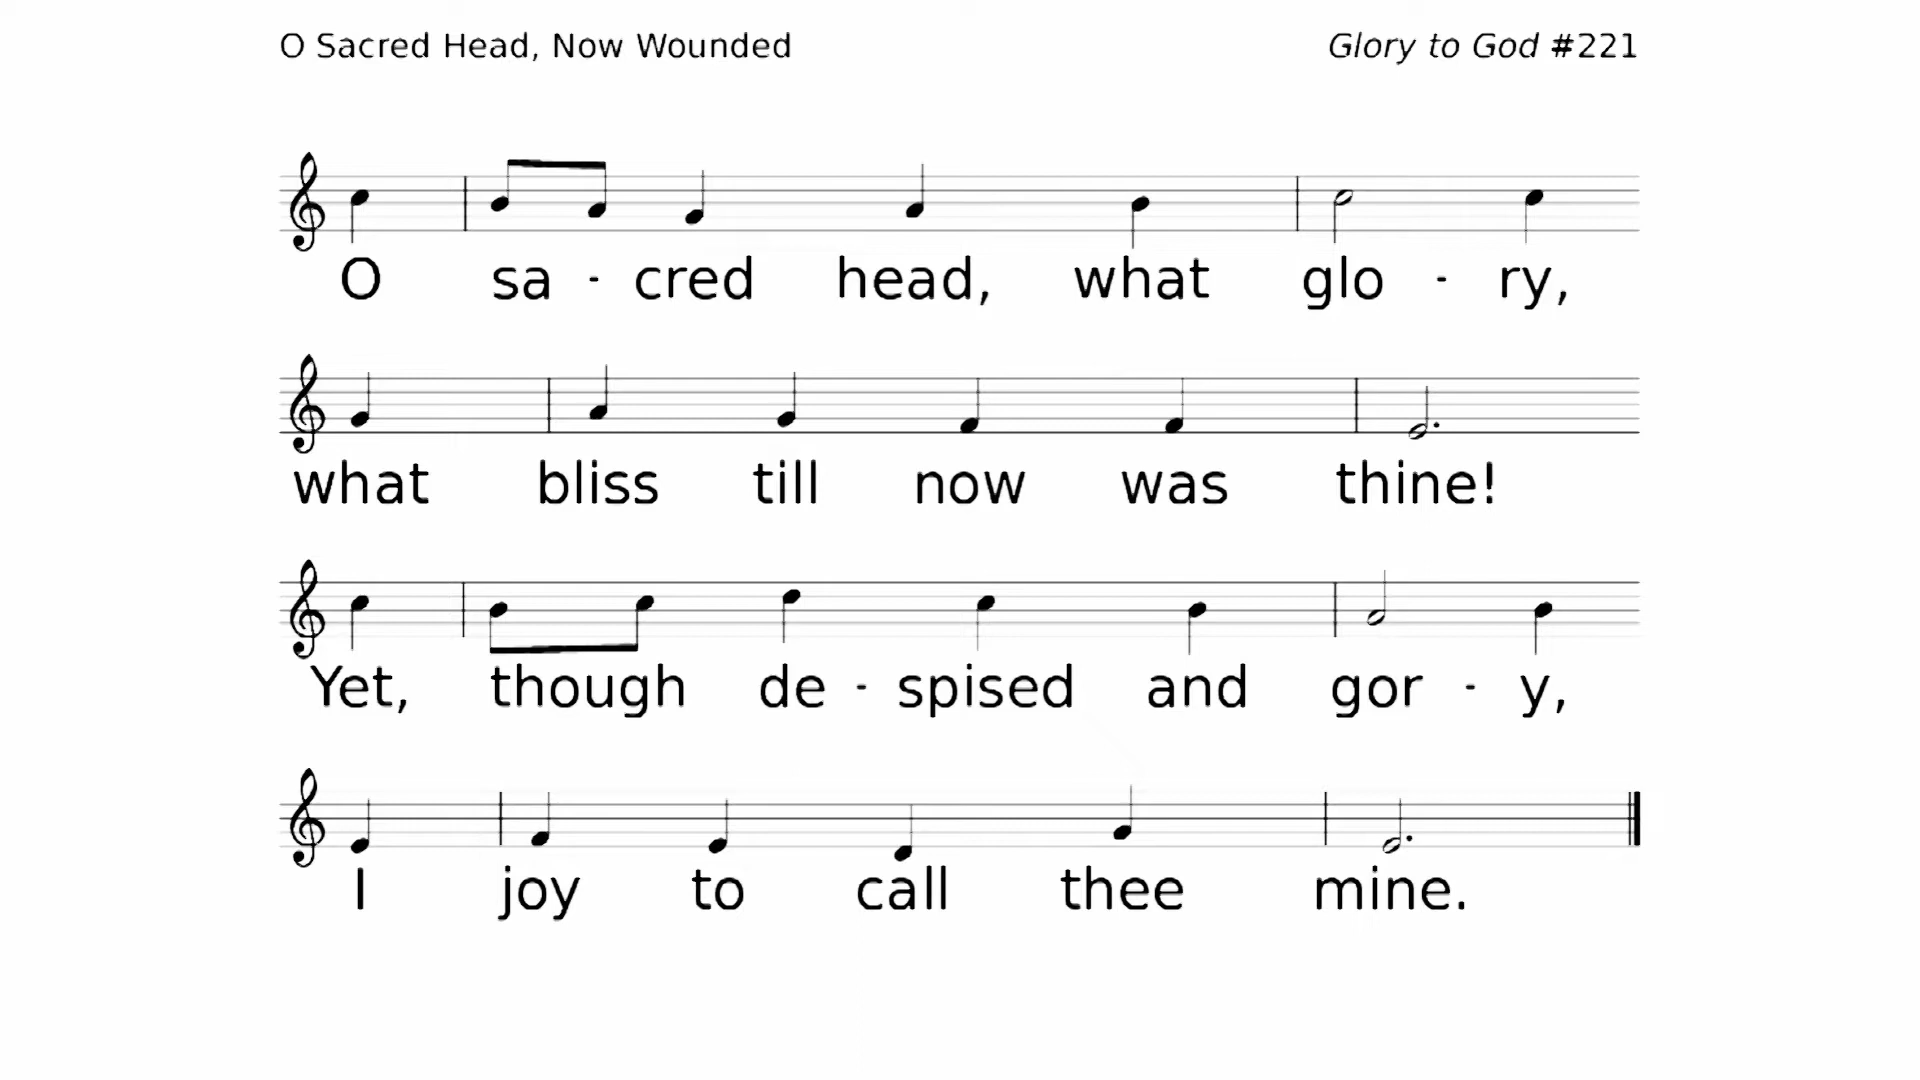 O Sacred Head, Now Wounded Glory to God #221
O sa - cred head, what glo - ry,
what bliss till now was thine!
Yet, though de - spised and gor - y,
I joy to call thee mine.